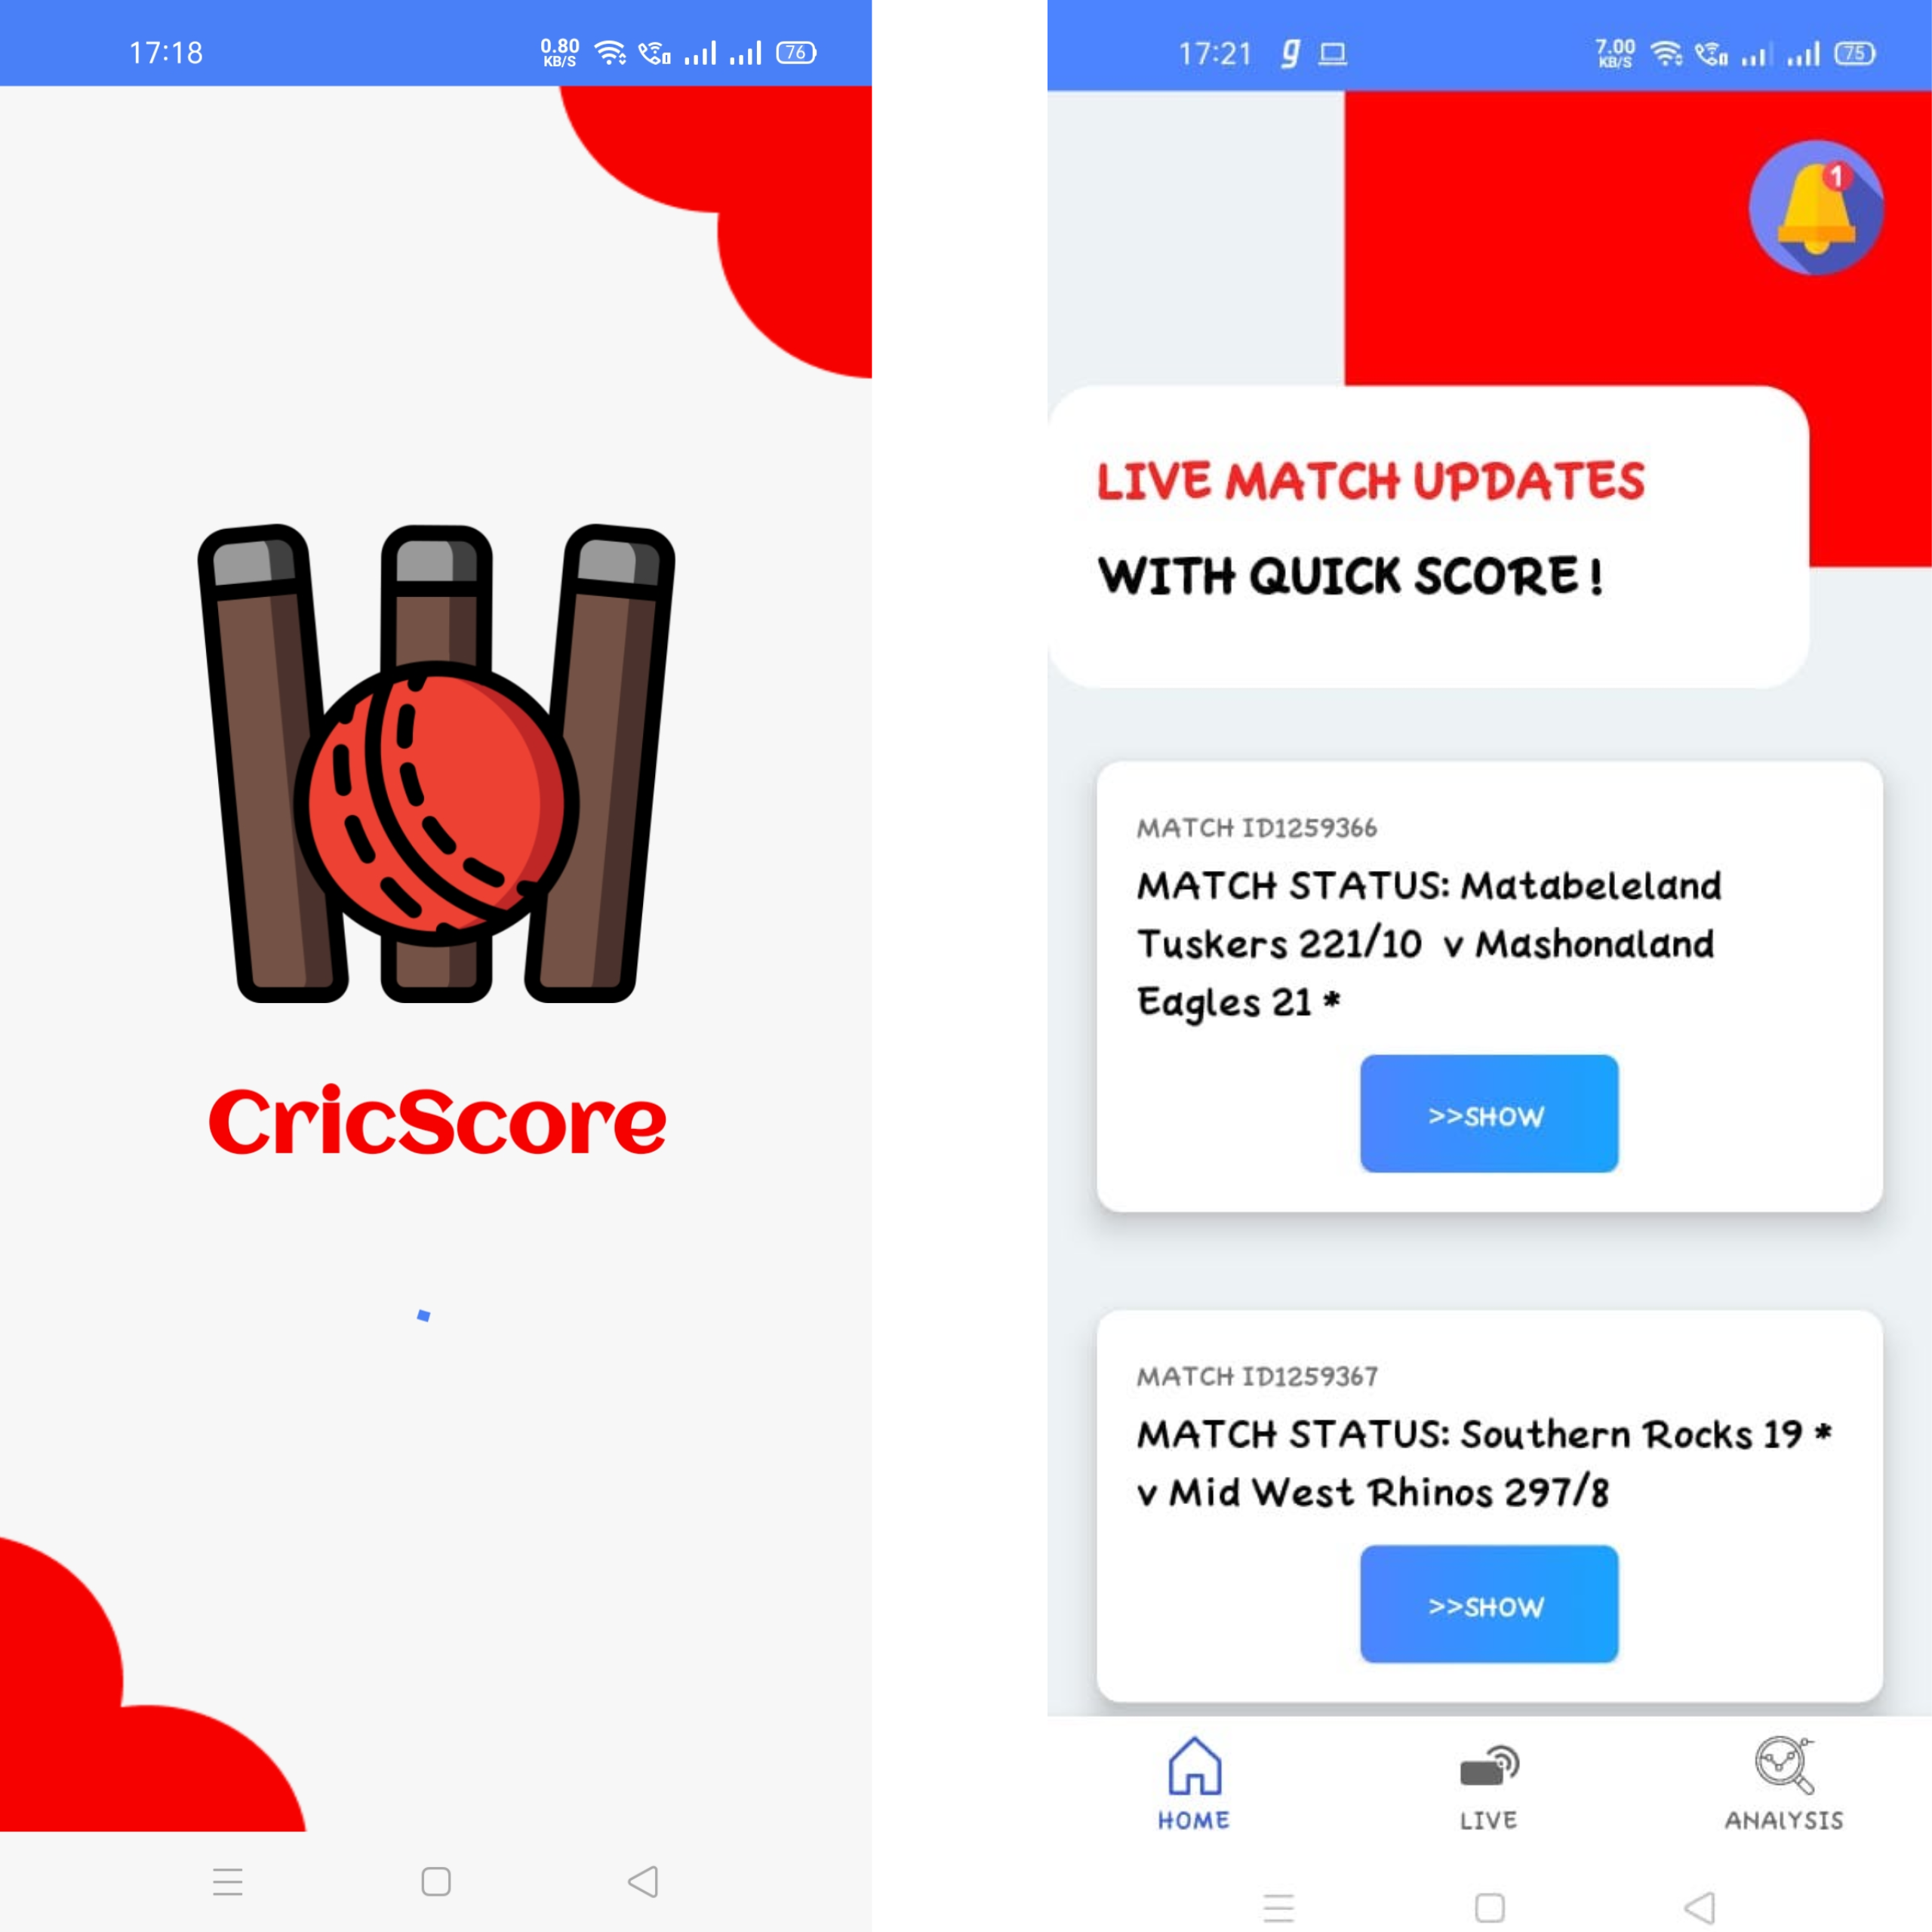 17:18
0.80
KB/S
76
CricScore
17:21 g
7.00
KB/S
75
1
LIVE MATCH UPDATES
WITH QUICK SCORE !
MATCH ID1259366
MATCH STATUS: Matabeleland
Tuskers 221/10 v Mashonaland
Eagles 21 *
>>SHOW
MATCH ID1259367
MATCH STATUS: Southern Rocks 19 *
v Mid West Rhinos 297/8
>>SHOW
HOME
LIVE
ANAlYSIS